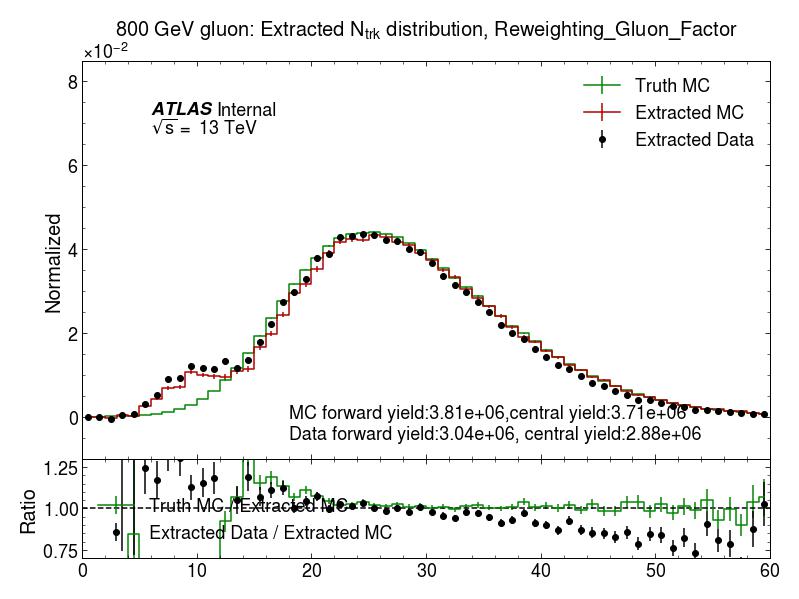 800 GeV gluon: Extracted Ntrk distribution, Reweighting_Gluon_Factor
×10−2
8
6
4
2
0
Normalized
ATLAS Internal
√s = 13 TeV
Truth MC
Extracted MC
Extracted Data
MC forward yield:3.81e+06,central yield:3.71e+06
Data forward yield:3.04e+06, central yield:2.88e+06
1.25
1.00
0.75
Ratio
Truth MC / Extracted MC
Extracted Data / Extracted MC
0 10 20 30 40 50 60